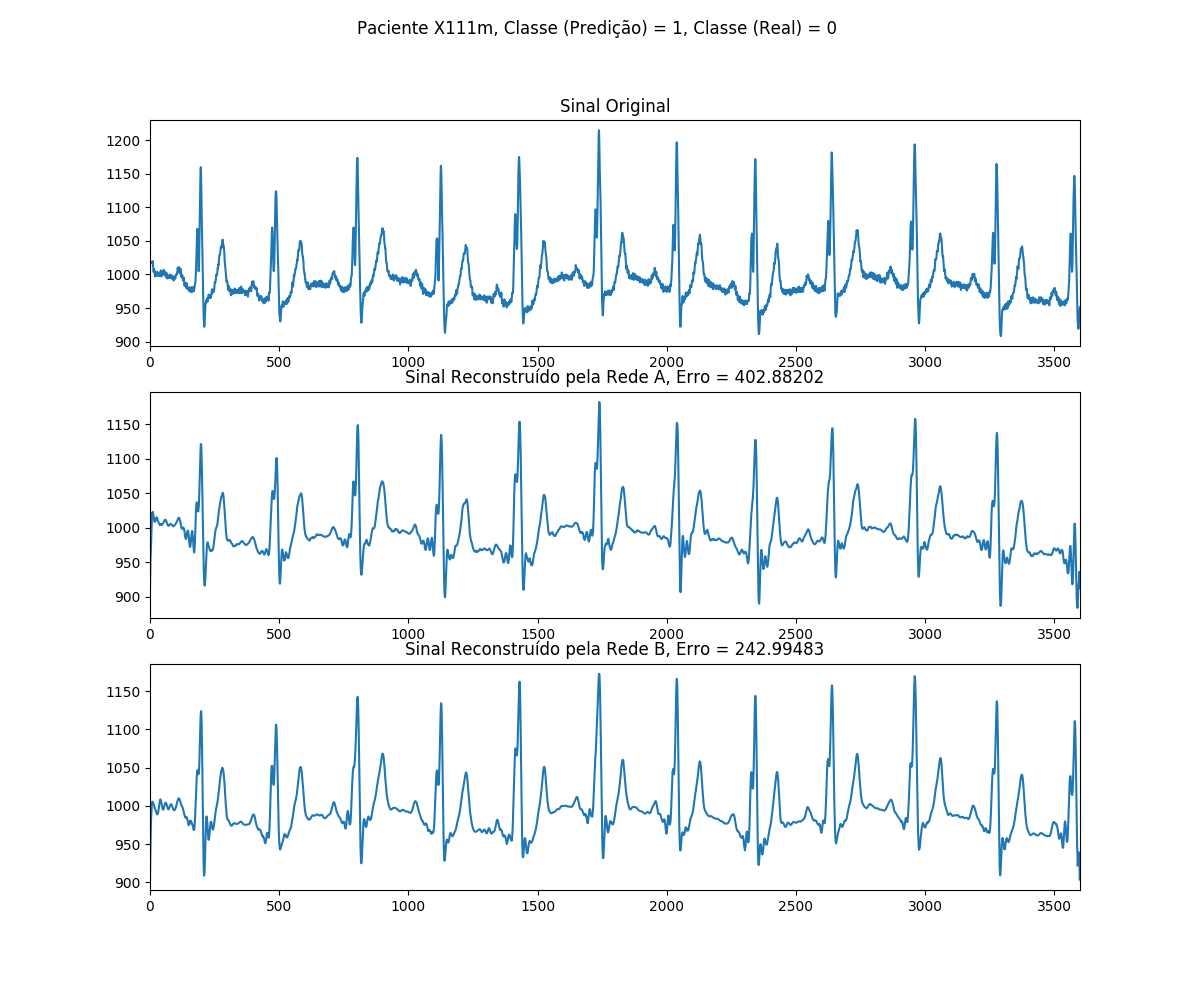 Paciente X111m, Classe (Predição) = 1, Classe (Real) = 0
Sinal Original
1200
1150
1100
1050
1000
950
900
0 500 1000 1500 2000 2500 3000 3500
Sinal Reconstruído pela Rede A, Erro = 402.88202
1150
1100
1050
1000
950
900
0 500 1000 1500 2000 2500 3000 3500
Sinal Reconstruído pela Rede B, Erro = 242.99483
1150
1100
1050
1000
950
900
0 500 1000 1500 2000 2500 3000 3500